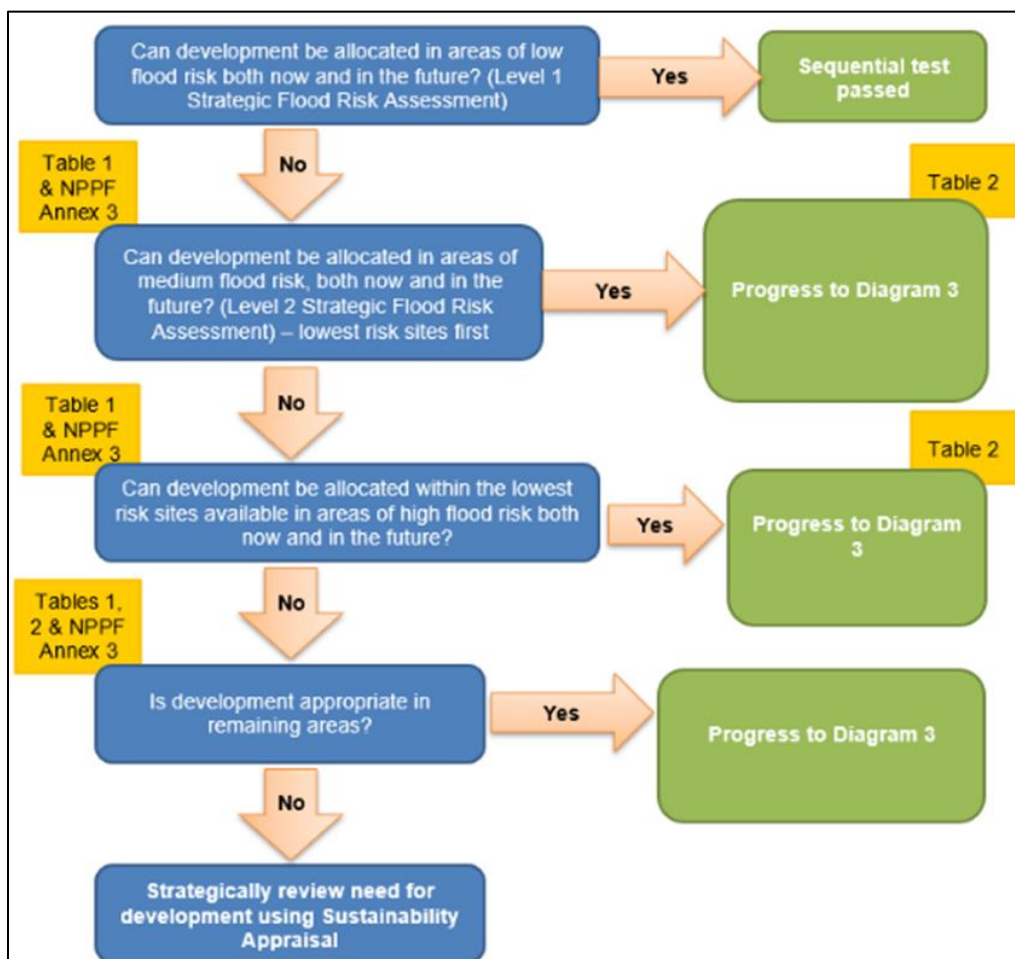 Can development be allocated in areas of low
flood risk both now and in the future? (Level 1
Strategic Flood Risk Assessment)
Yes
Sequential test
passed
No
Table 1
& NPPF
Annex 3
Table 2
Can development be allocated in areas of
medium flood risk, both now and in the
future? (Level 2 Strategic Flood Risk
Assessment) – lowest risk sites first
Yes
Progress to Diagram 3
No
Table 1
& NPPF
Annex 3
Table 2
Can development be allocated within the lowest
risk sites available in areas of high flood risk both
now and in the future?
Yes
Progress to Diagram
3
No
Tables 1,
2 & NPPF
Annex 3
Is development appropriate in
remaining areas?
Yes
Progress to Diagram 3
No
Strategically review need for
development using Sustainability
Appraisal